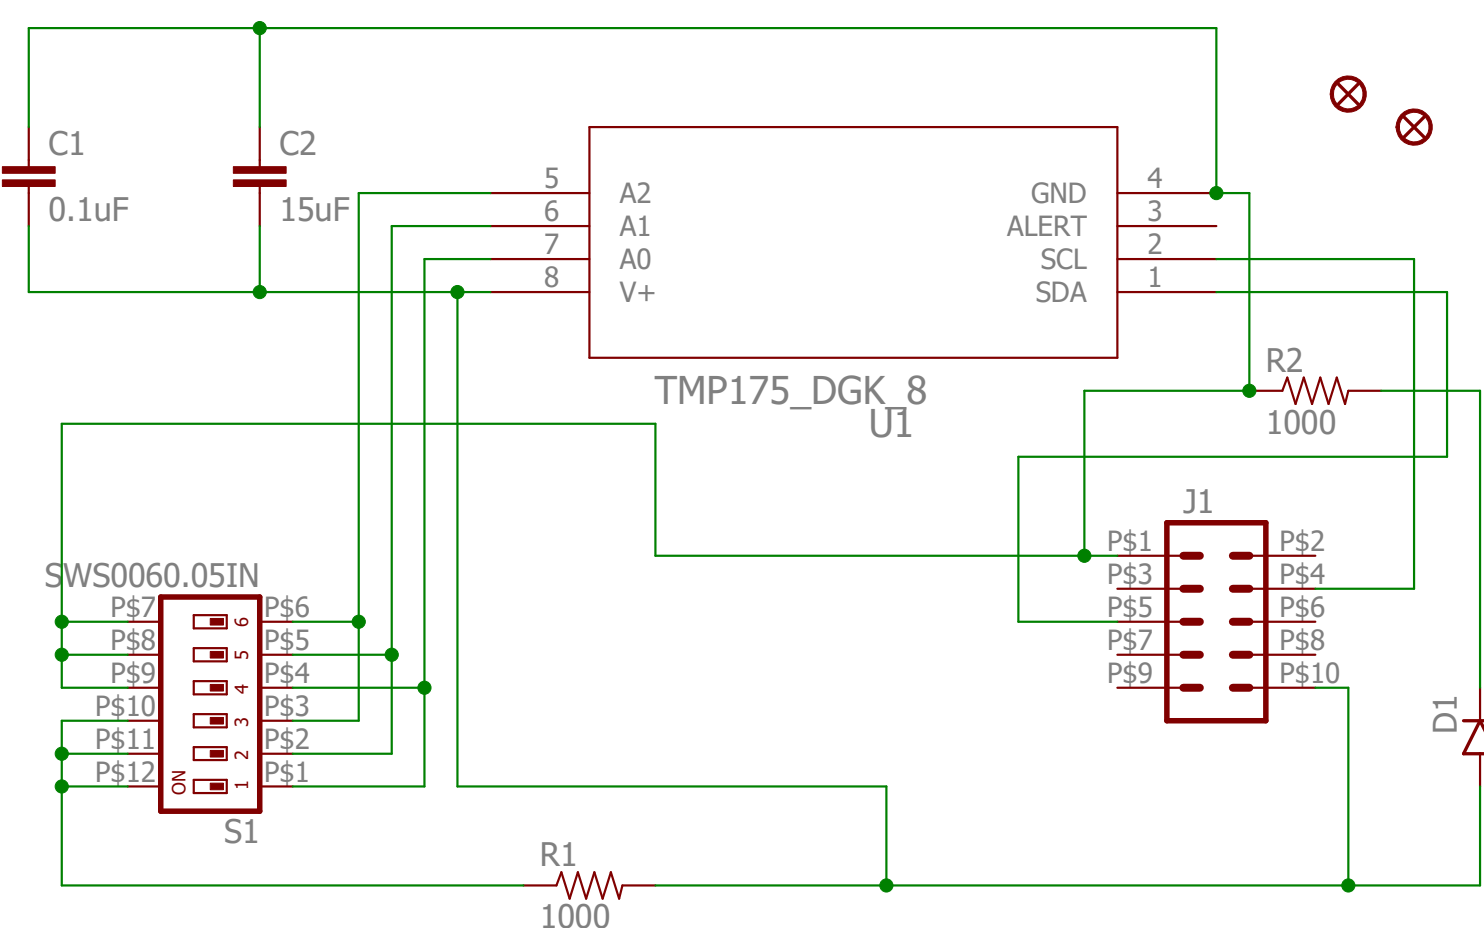 C1
0.1uF
C2
15uF
5
6
7
8
A2
A1
A0
V+
GND
ALERT
SCL
SDA
4
3
2
1
TMP175_DGK_8
U1
R2
1000
J1
P$1
P$3
P$5
P$7
P$9
P$2
P$4
P$6
P$8
P$10
D1
SWS0060.05IN
P$7
P$8
P$9
P$10
P$11
P$12
6
5
4
3
2
1
ON
P$6
P$5
P$4
P$3
P$2
P$1
S1
R1
1000